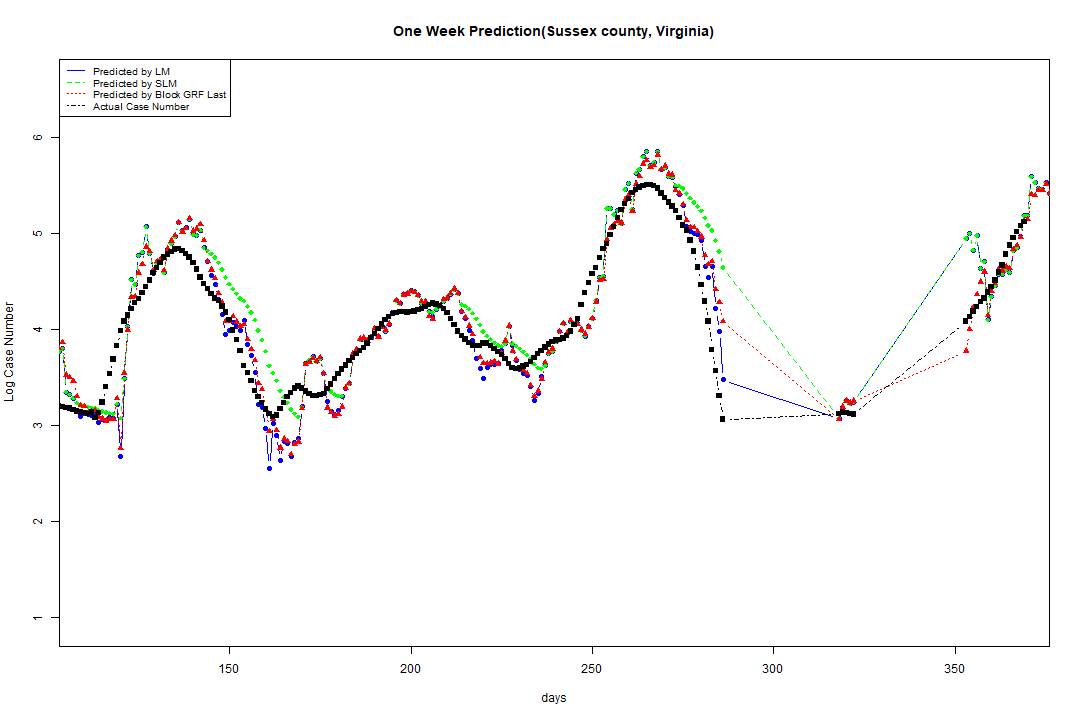 One Week Prediction(Sussex county, Virginia)
Predicted by LM
Predicted by SLM
Predicted by Block GRF Last
Actual Case Number
6
5
4
3
2
1
Log Case Number
150 200 250 300 350
days